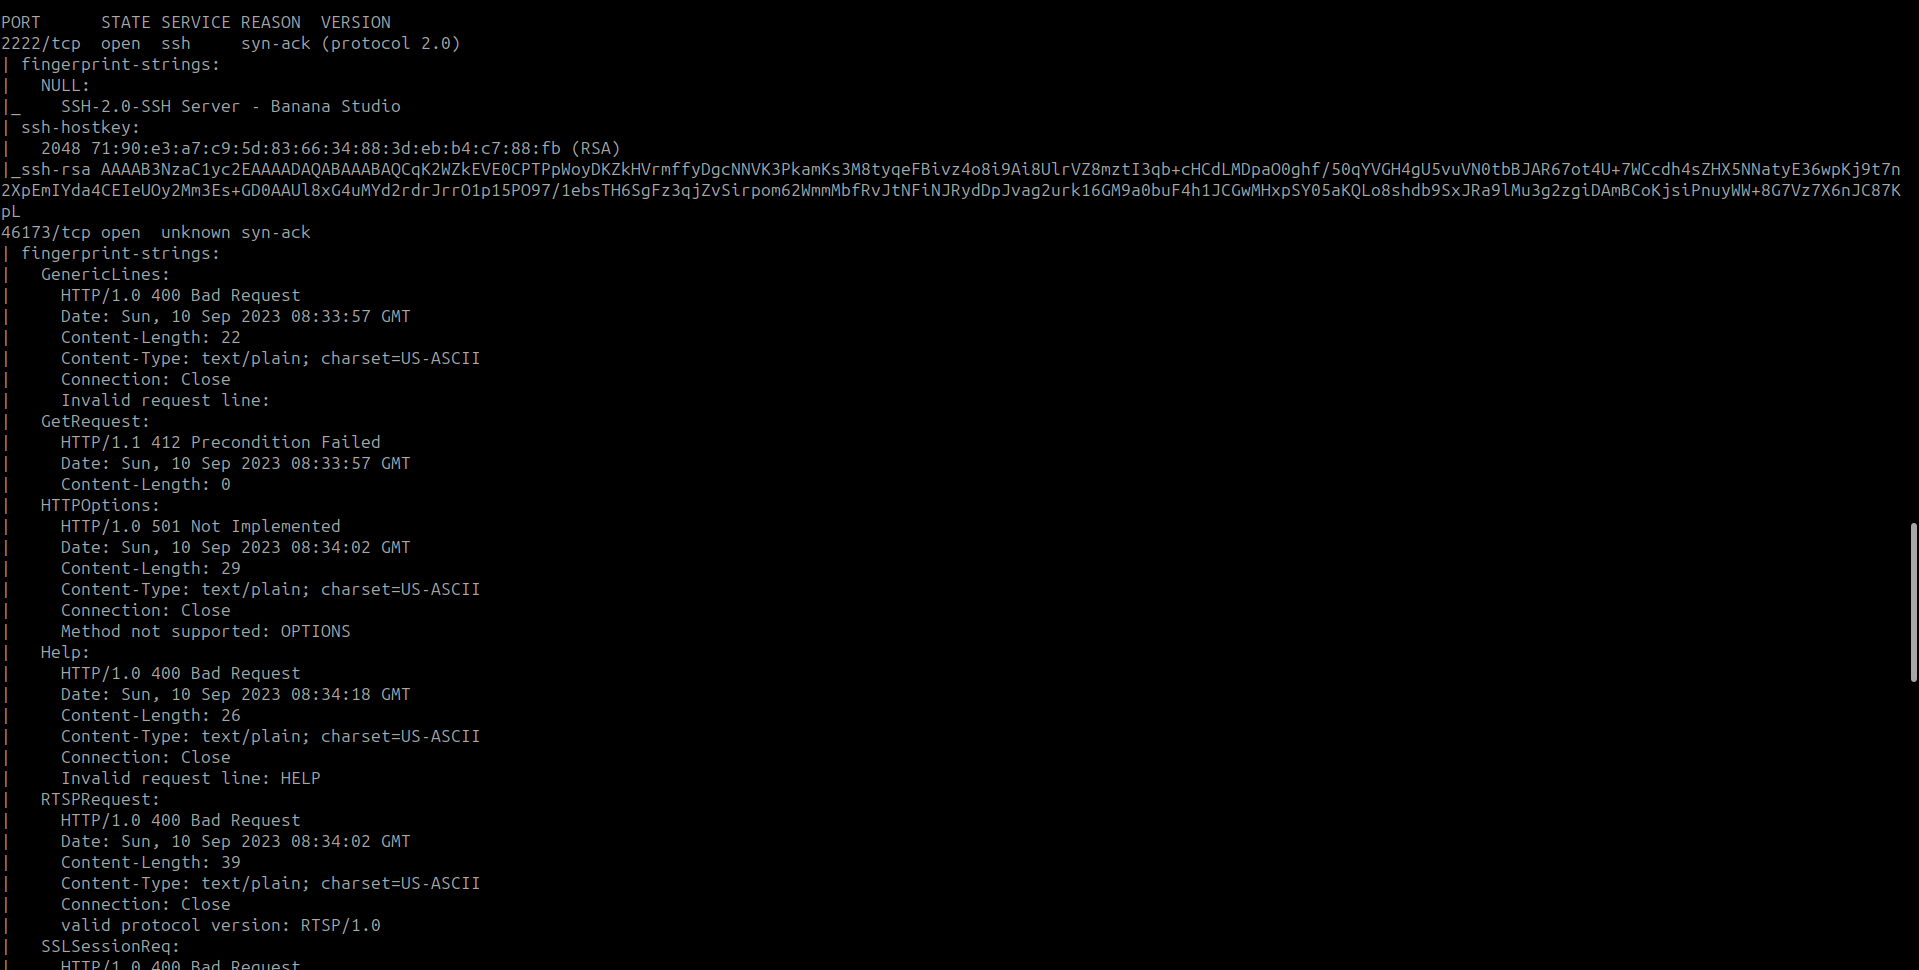 PORT      STATE SERVICE REASON  VERSION
2222/tcp  open  ssh     syn-ack (protocol 2.0)
| fingerprint-strings:
|   NULL:
|_    SSH-2.0-SSH Server - Banana Studio
| ssh-hostkey:
|   2048 71:90:e3:a7:c9:5d:83:66:34:88:3d:eb:b4:c7:88:fb (RSA)
|_ssh-rsa AAAAB3NzaC1yc2EAAAADAQABAAABAQCqK2WZkEVE0CPTPpWoyDKZkHVrmffyDgcNNVK3PkamKs3M8tyqeFBivz4o8i9Ai8UlrVZ8mztI3qb+cHCdLMDpaO0ghf/50qYVGH4gU5vuVN0tbBJAR67ot4U+7WCcdh4sZHX5NNatyE36wpKj9t7n
2XpEmIYda4CEIeUOy2Mm3Es+GD0AAUl8xG4uMYd2rdrJrrO1p15PO97/1ebsTH6SgFz3qjZvSirpom62WmmMbfRvJtNFiNJRydDpJvag2urk16GM9a0buF4h1JCGwMHxpSY05aKQLo8shdb9SxJRa9lMu3g2zgiDAmBCoKjsiPnuyWW+8G7Vz7X6nJC87K
pL
46173/tcp open  unknown syn-ack
| fingerprint-strings:
|   GenericLines:
|     HTTP/1.0 400 Bad Request
|     Date: Sun, 10 Sep 2023 08:33:57 GMT
|     Content-Length: 22
|     Content-Type: text/plain; charset=US-ASCII
|     Connection: Close
|     Invalid request line:
|   GetRequest:
|     HTTP/1.1 412 Precondition Failed
|     Date: Sun, 10 Sep 2023 08:33:57 GMT
|     Content-Length: 0
|   HTTPOptions:
|     HTTP/1.0 501 Not Implemented
|     Date: Sun, 10 Sep 2023 08:34:02 GMT
|     Content-Length: 29
|     Content-Type: text/plain; charset=US-ASCII
|     Connection: Close
|     Method not supported: OPTIONS
|   Help:
|     HTTP/1.0 400 Bad Request
|     Date: Sun, 10 Sep 2023 08:34:18 GMT
|     Content-Length: 26
|     Content-Type: text/plain; charset=US-ASCII
|     Connection: Close
|     Invalid request line: HELP
|   RTSPRequest:
|     HTTP/1.0 400 Bad Request
|     Date: Sun, 10 Sep 2023 08:34:02 GMT
|     Content-Length: 39
|     Content-Type: text/plain; charset=US-ASCII
|     Connection: Close
|     valid protocol version: RTSP/1.0
|   SSLSessionReq:
|     HTTP/1.0 400 Bad Request